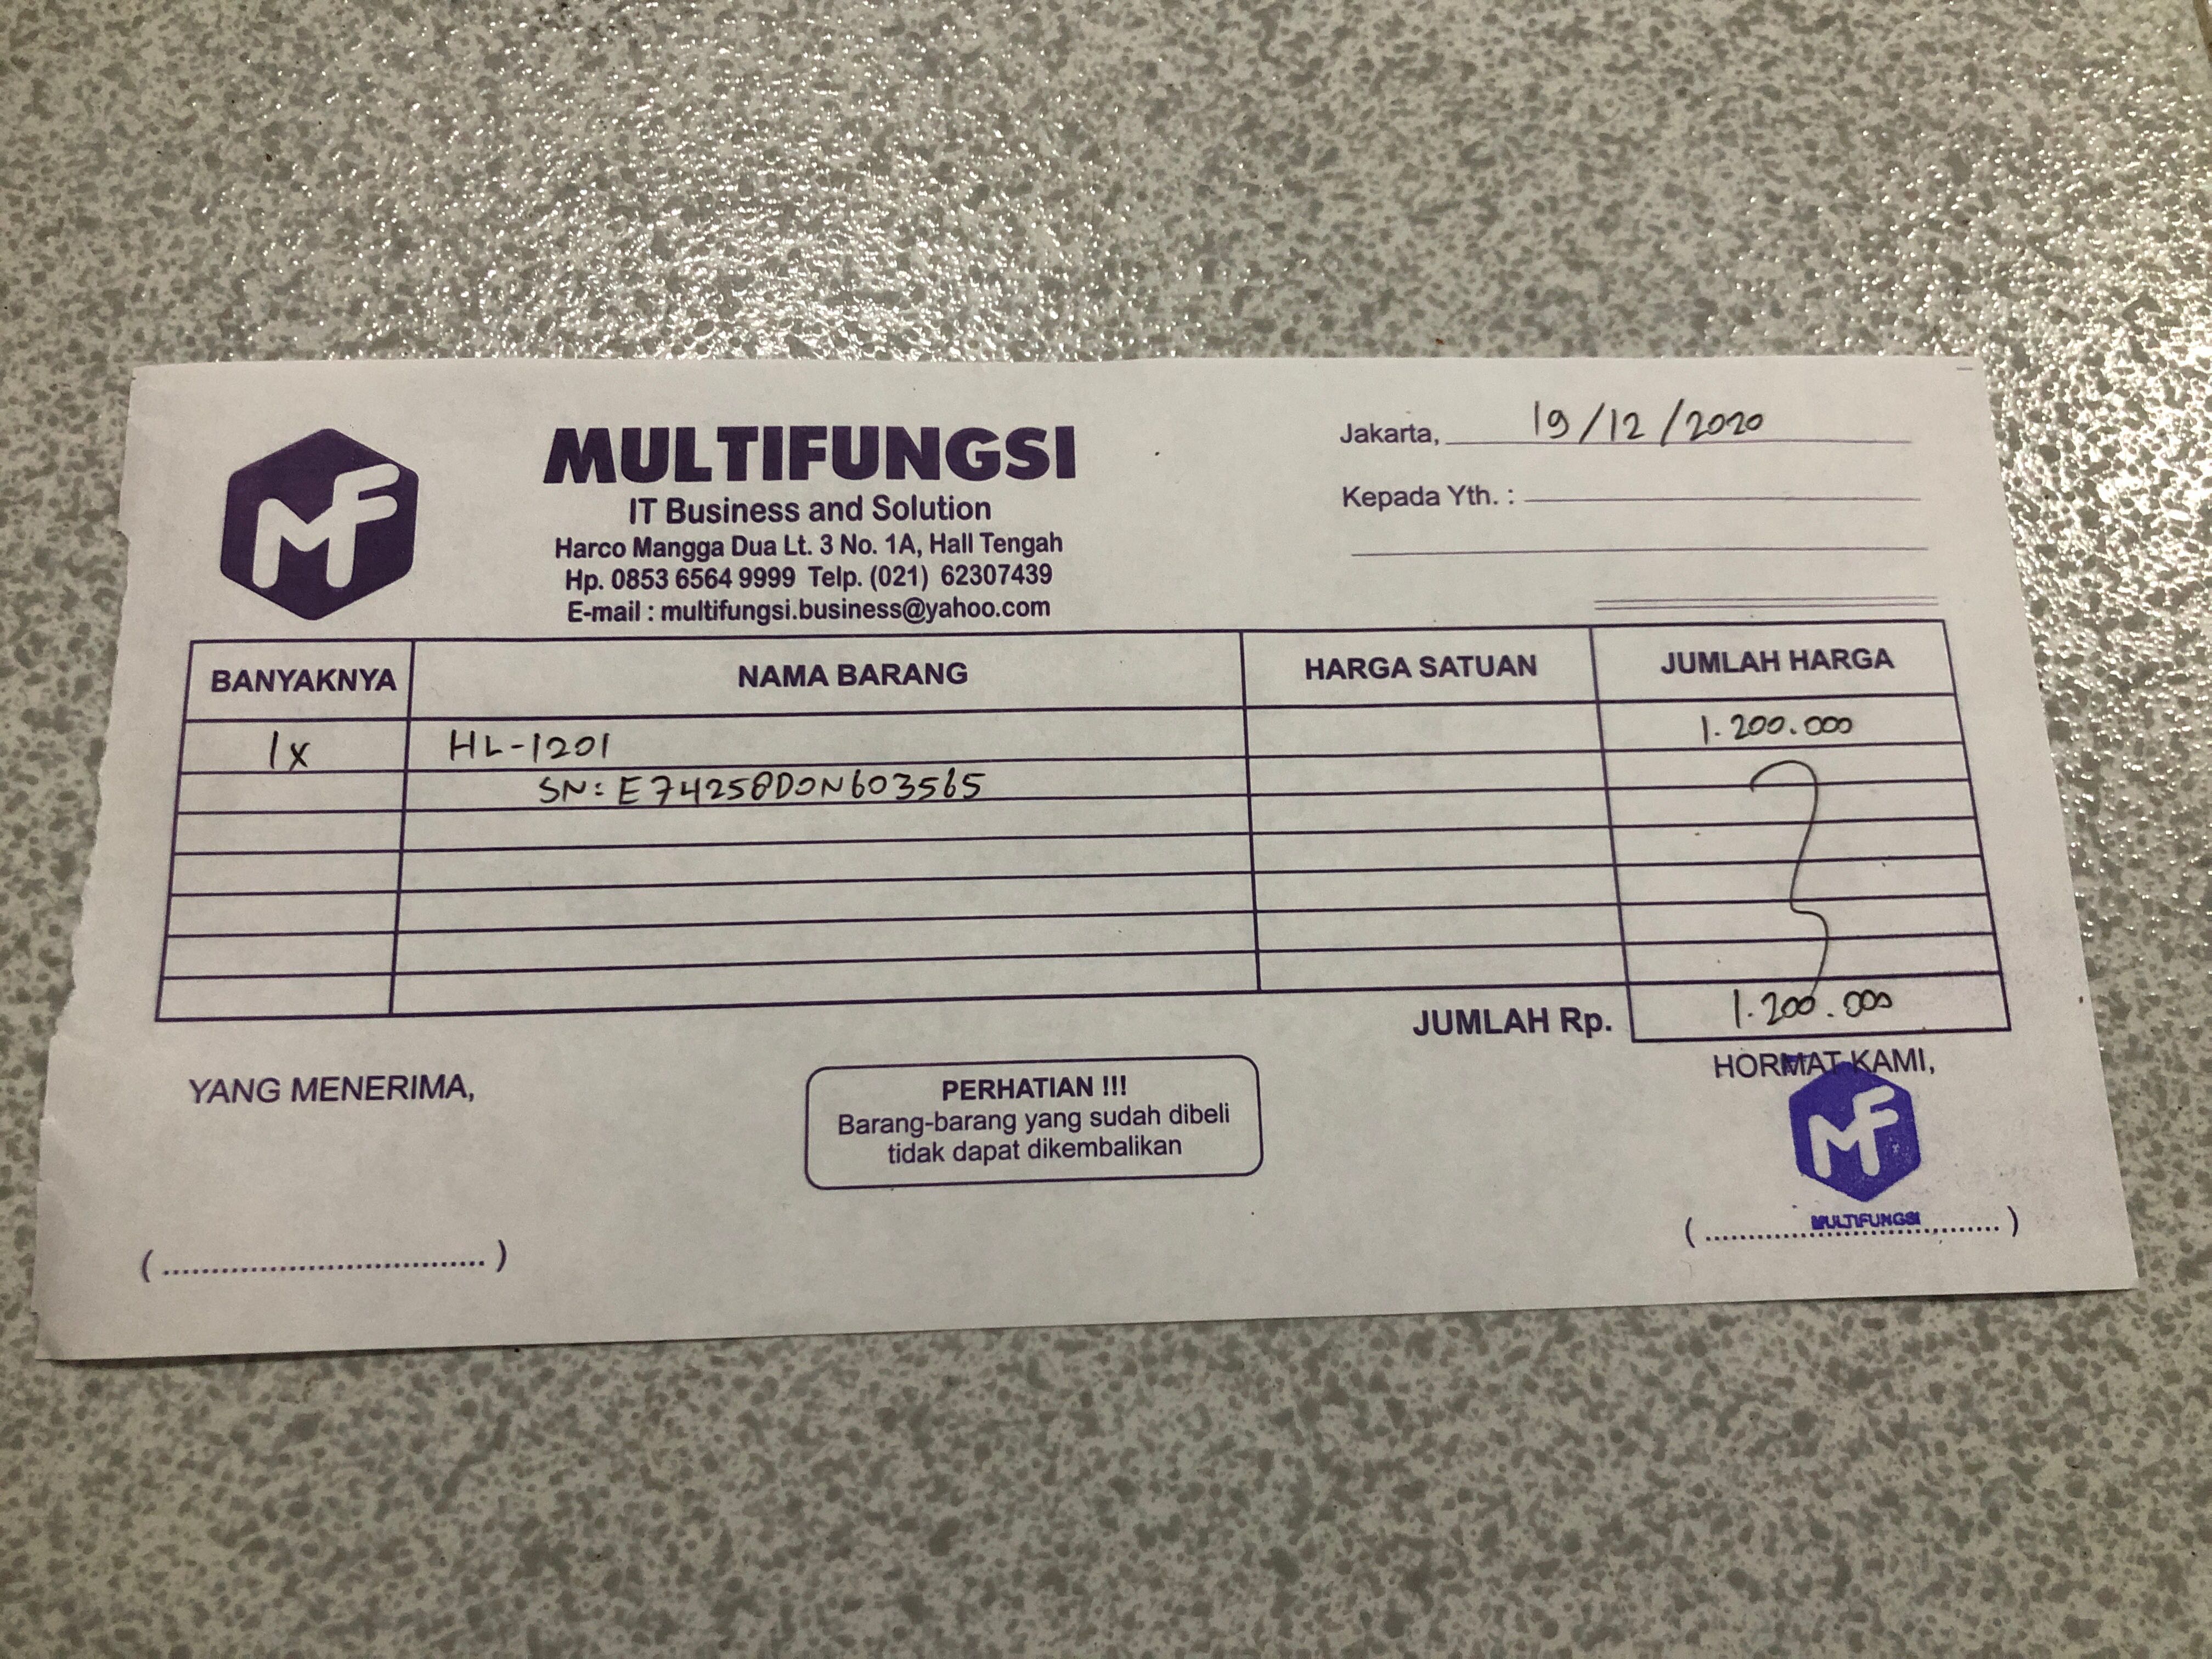 MF
MULTIFUNGSI
IT Business and Solution
Harco Mangga Dua Lt. 3 No. 1A, Hall Tengah
Hp. 0853 6564 9999 Telp. (021) 62307439
E-mail : multifungsi.business@yahoo.com
Jakarta, 19/12/2020
Kepada Yth. :
BANYAKNYA NAMA BARANG HARGA SATUAN JUMLAH HARGA
1x HL-1201 1.200.000
SN: E74258D0N603565
JUMLAH Rp. 1.200.000
YANG MENERIMA,
PERHATIAN !!!
Barang-barang yang sudah dibeli
tidak dapat dikembalikan
HORMAT KAMI,
MF
MULTIFUNGSI
(.................................)
(.................................)